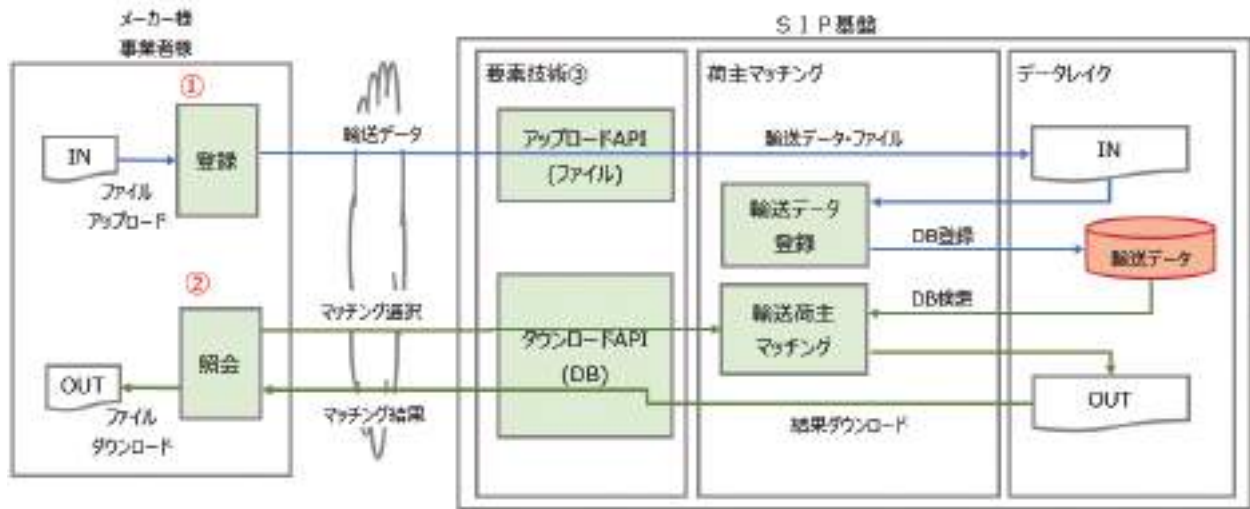 メーカー様
事業者様
ＳＩＰ基盤
要素技術③
荷主マッチング
データレイク
①
IN
ファイル
アップロード
登録
輸送データ
アップロードAPI
(ファイル)
輸送データ・ファイル
IN
輸送データ
登録
DB登録
輸送データ
②
照会
マッチング選択
ダウンロードAPI
(DB)
輸送荷主
マッチング
DB検索
OUT
ファイル
ダウンロード
マッチング結果
結果ダウンロード
OUT